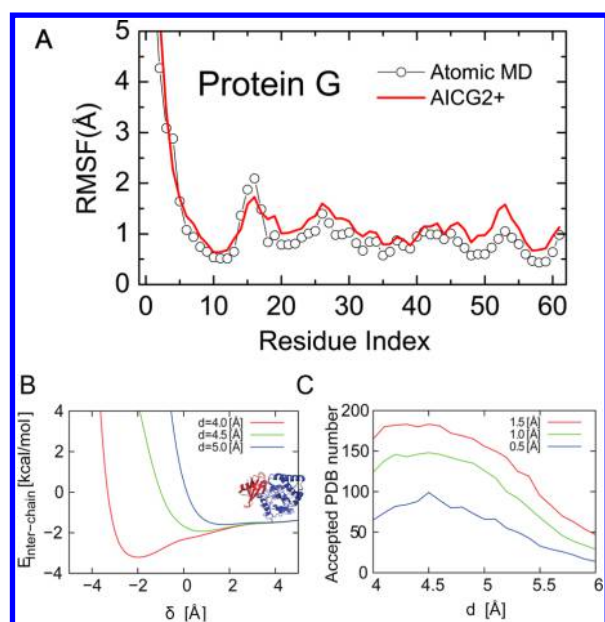 A
5
4
3
2
1
0
RMSF(Å)
Protein G
Atomic MD
AICG2+
0 10 20 30 40 50 60
Residue Index
B
4
2
0
−2
−4
E_Inter−chain [kcal/mol]
d=4.0 [Å]
d=4.5 [Å]
d=5.0 [Å]
−4 −2 0 2 4
δ [Å]
C
200
150
100
50
0
Accepted PDB number
1.5 [Å]
1.0 [Å]
0.5 [Å]
4 4.5 5 5.5 6
d [Å]